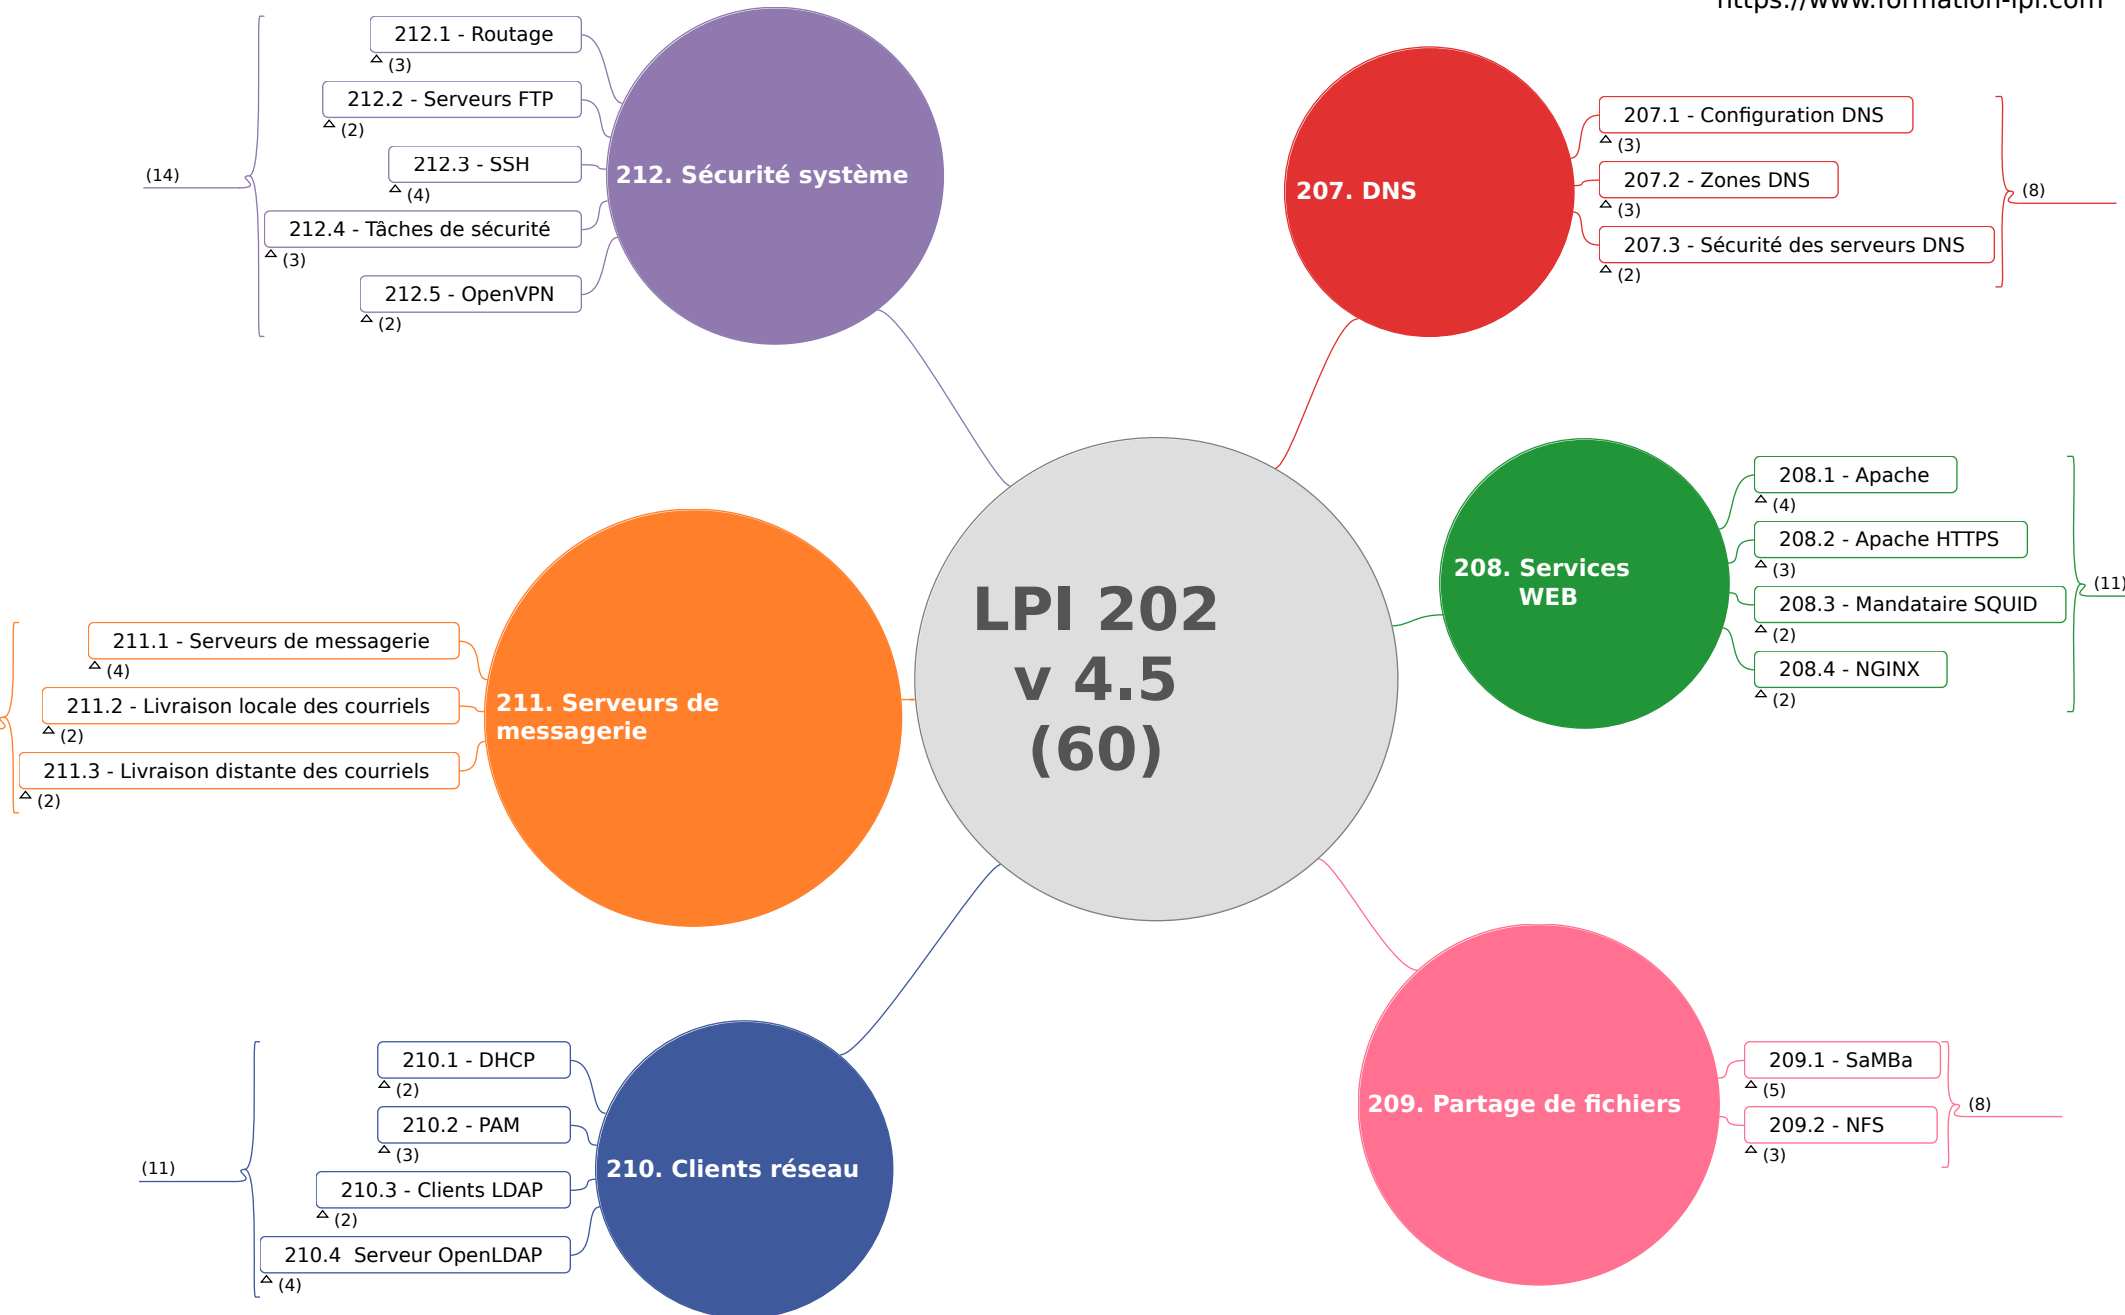 https://www.formation-lpi.com
LPI 202
v 4.5
(60)
207. DNS
207.1 - Configuration DNS
(3)
207.2 - Zones DNS
(3)
207.3 - Sécurité des serveurs DNS
(2)
(8)
208. Services
WEB
208.1 - Apache
(4)
208.2 - Apache HTTPS
(3)
208.3 - Mandataire SQUID
(2)
208.4 - NGINX
(2)
(11)
209. Partage de fichiers
209.1 - SaMBa
(5)
209.2 - NFS
(3)
(8)
210. Clients réseau
210.1 - DHCP
(2)
210.2 - PAM
(3)
210.3 - Clients LDAP
(2)
210.4  Serveur OpenLDAP
(4)
(11)
211. Serveurs de
messagerie
211.1 - Serveurs de messagerie
(4)
211.2 - Livraison locale des courriels
(2)
211.3 - Livraison distante des courriels
(2)
212. Sécurité système
212.1 - Routage
(3)
212.2 - Serveurs FTP
(2)
212.3 - SSH
(4)
212.4 - Tâches de sécurité
(3)
212.5 - OpenVPN
(2)
(14)